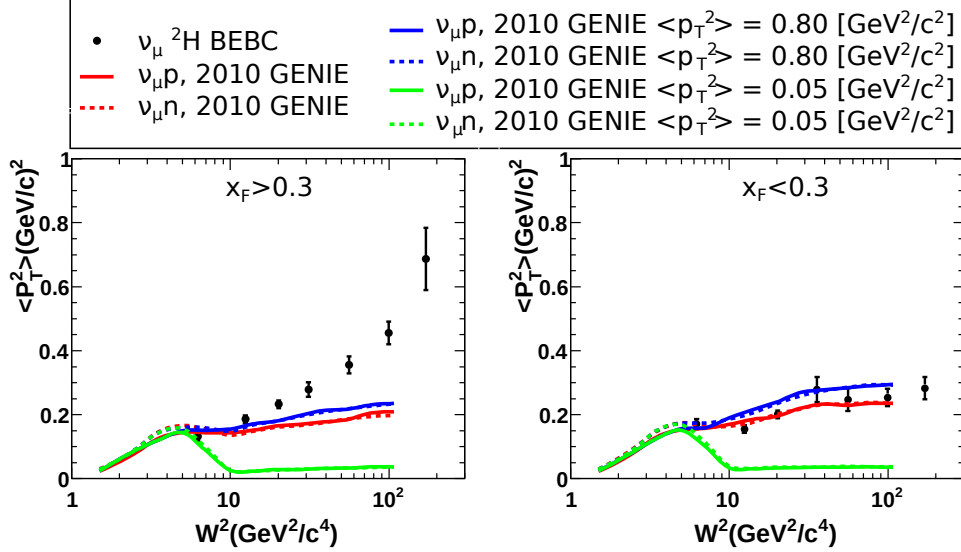 ν_μ ²H BEBC
ν_μp, 2010 GENIE
ν_μn, 2010 GENIE
ν_μp, 2010 GENIE <p_T²> = 0.80 [GeV²/c²]
ν_μn, 2010 GENIE <p_T²> = 0.80 [GeV²/c²]
ν_μp, 2010 GENIE <p_T²> = 0.05 [GeV²/c²]
ν_μn, 2010 GENIE <p_T²> = 0.05 [GeV²/c²]
x_F>0.3
<P_T²>(GeV/c)²
1
0.8
0.6
0.4
0.2
0
1 10 10²
W²(GeV²/c⁴)
x_F<0.3
<P_T²>(GeV/c)²
1
0.8
0.6
0.4
0.2
0
1 10 10²
W²(GeV²/c⁴)